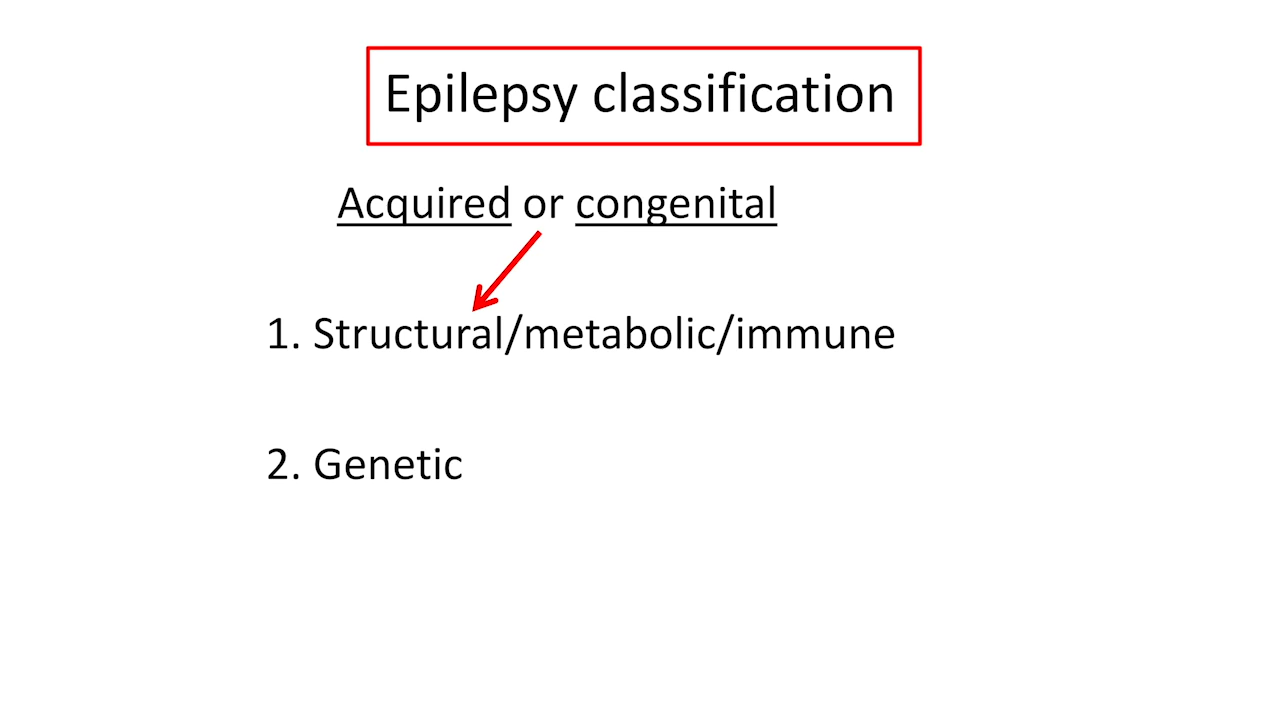 Epilepsy classification
Acquired or congenital
1. Structural/metabolic/immune
2. Genetic